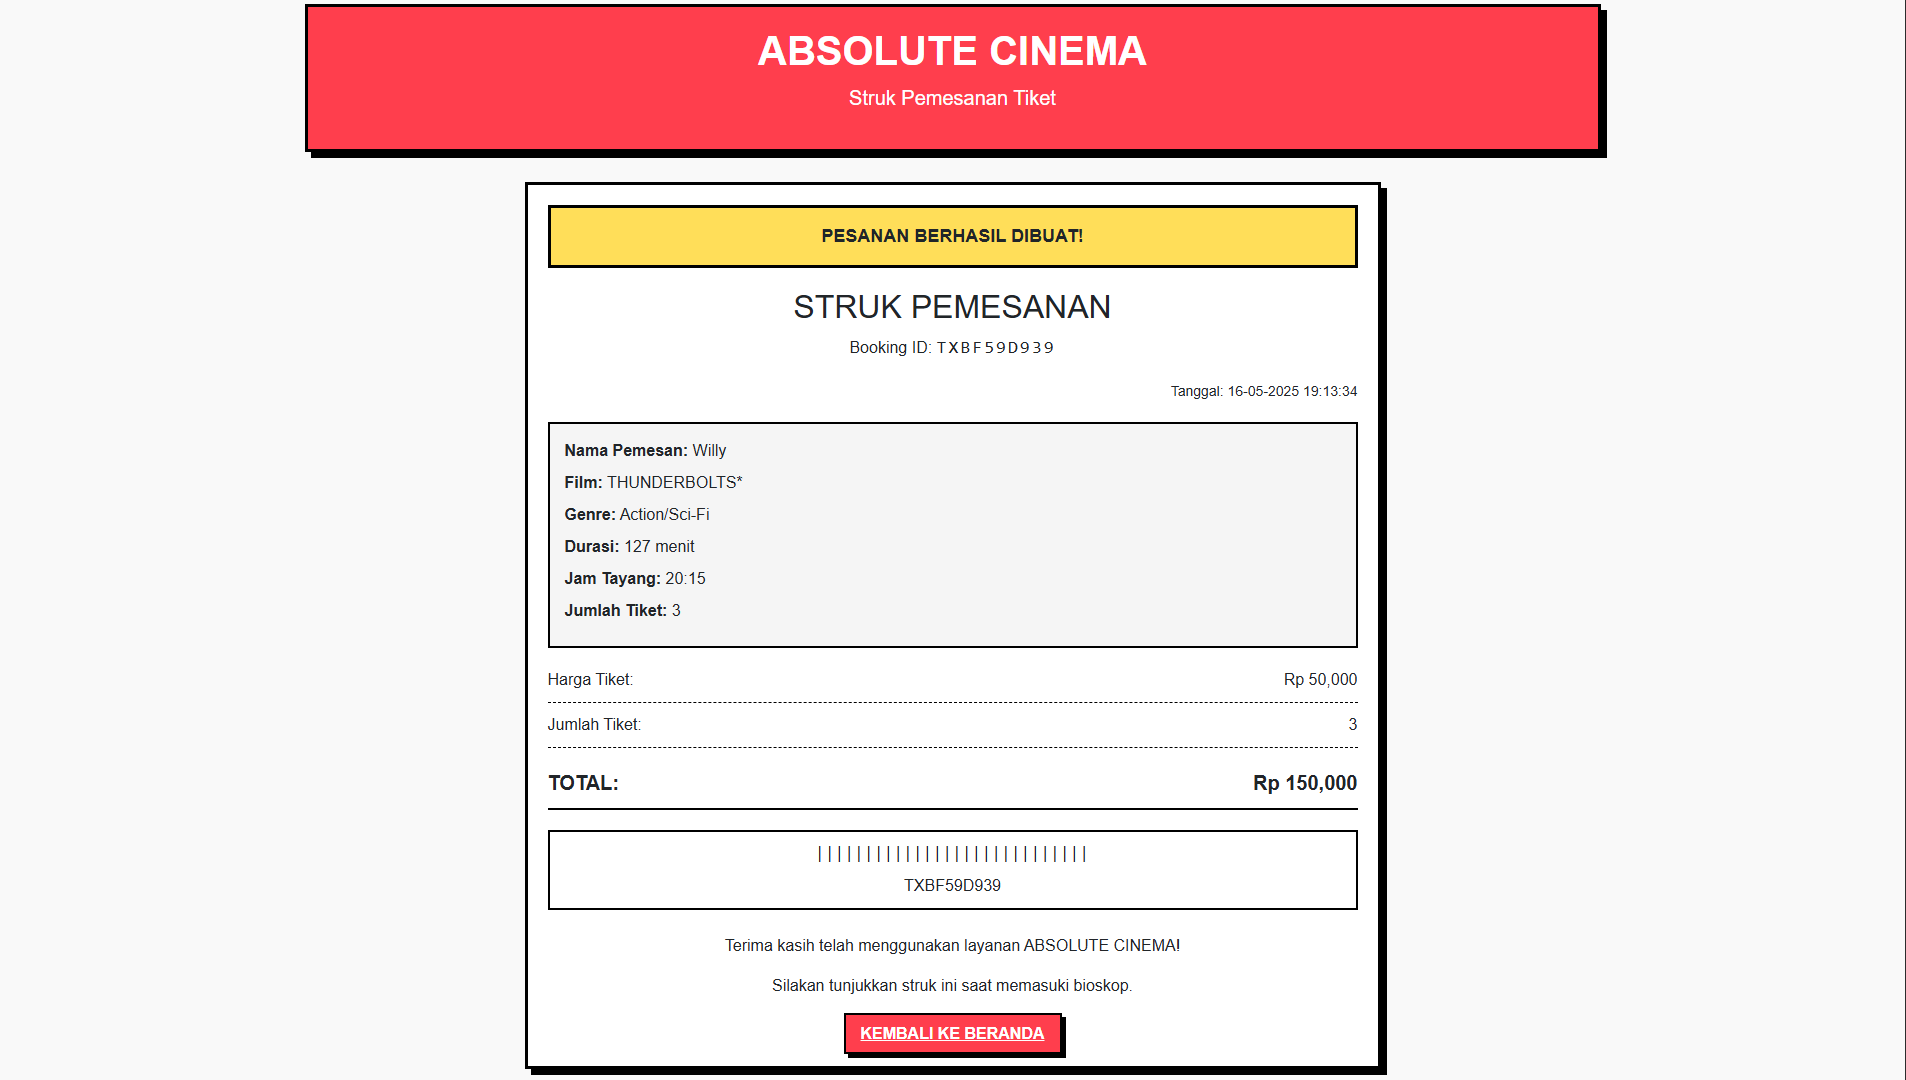 ABSOLUTE CINEMA
Struk Pemesanan Tiket
PESANAN BERHASIL DIBUAT!
STRUK PEMESANAN
Booking ID: TXBF59D939
Tanggal: 16-05-2025 19:13:34
Nama Pemesan: Willy
Film: THUNDERBOLTS*
Genre: Action/Sci-Fi
Durasi: 127 menit
Jam Tayang: 20:15
Jumlah Tiket: 3
Harga Tiket: Rp 50,000
Jumlah Tiket: 3
TOTAL: Rp 150,000
||||||||||||||||||||||||||||
TXBF59D939
Terima kasih telah menggunakan layanan ABSOLUTE CINEMA!
Silakan tunjukkan struk ini saat memasuki bioskop.
KEMBALI KE BERANDA